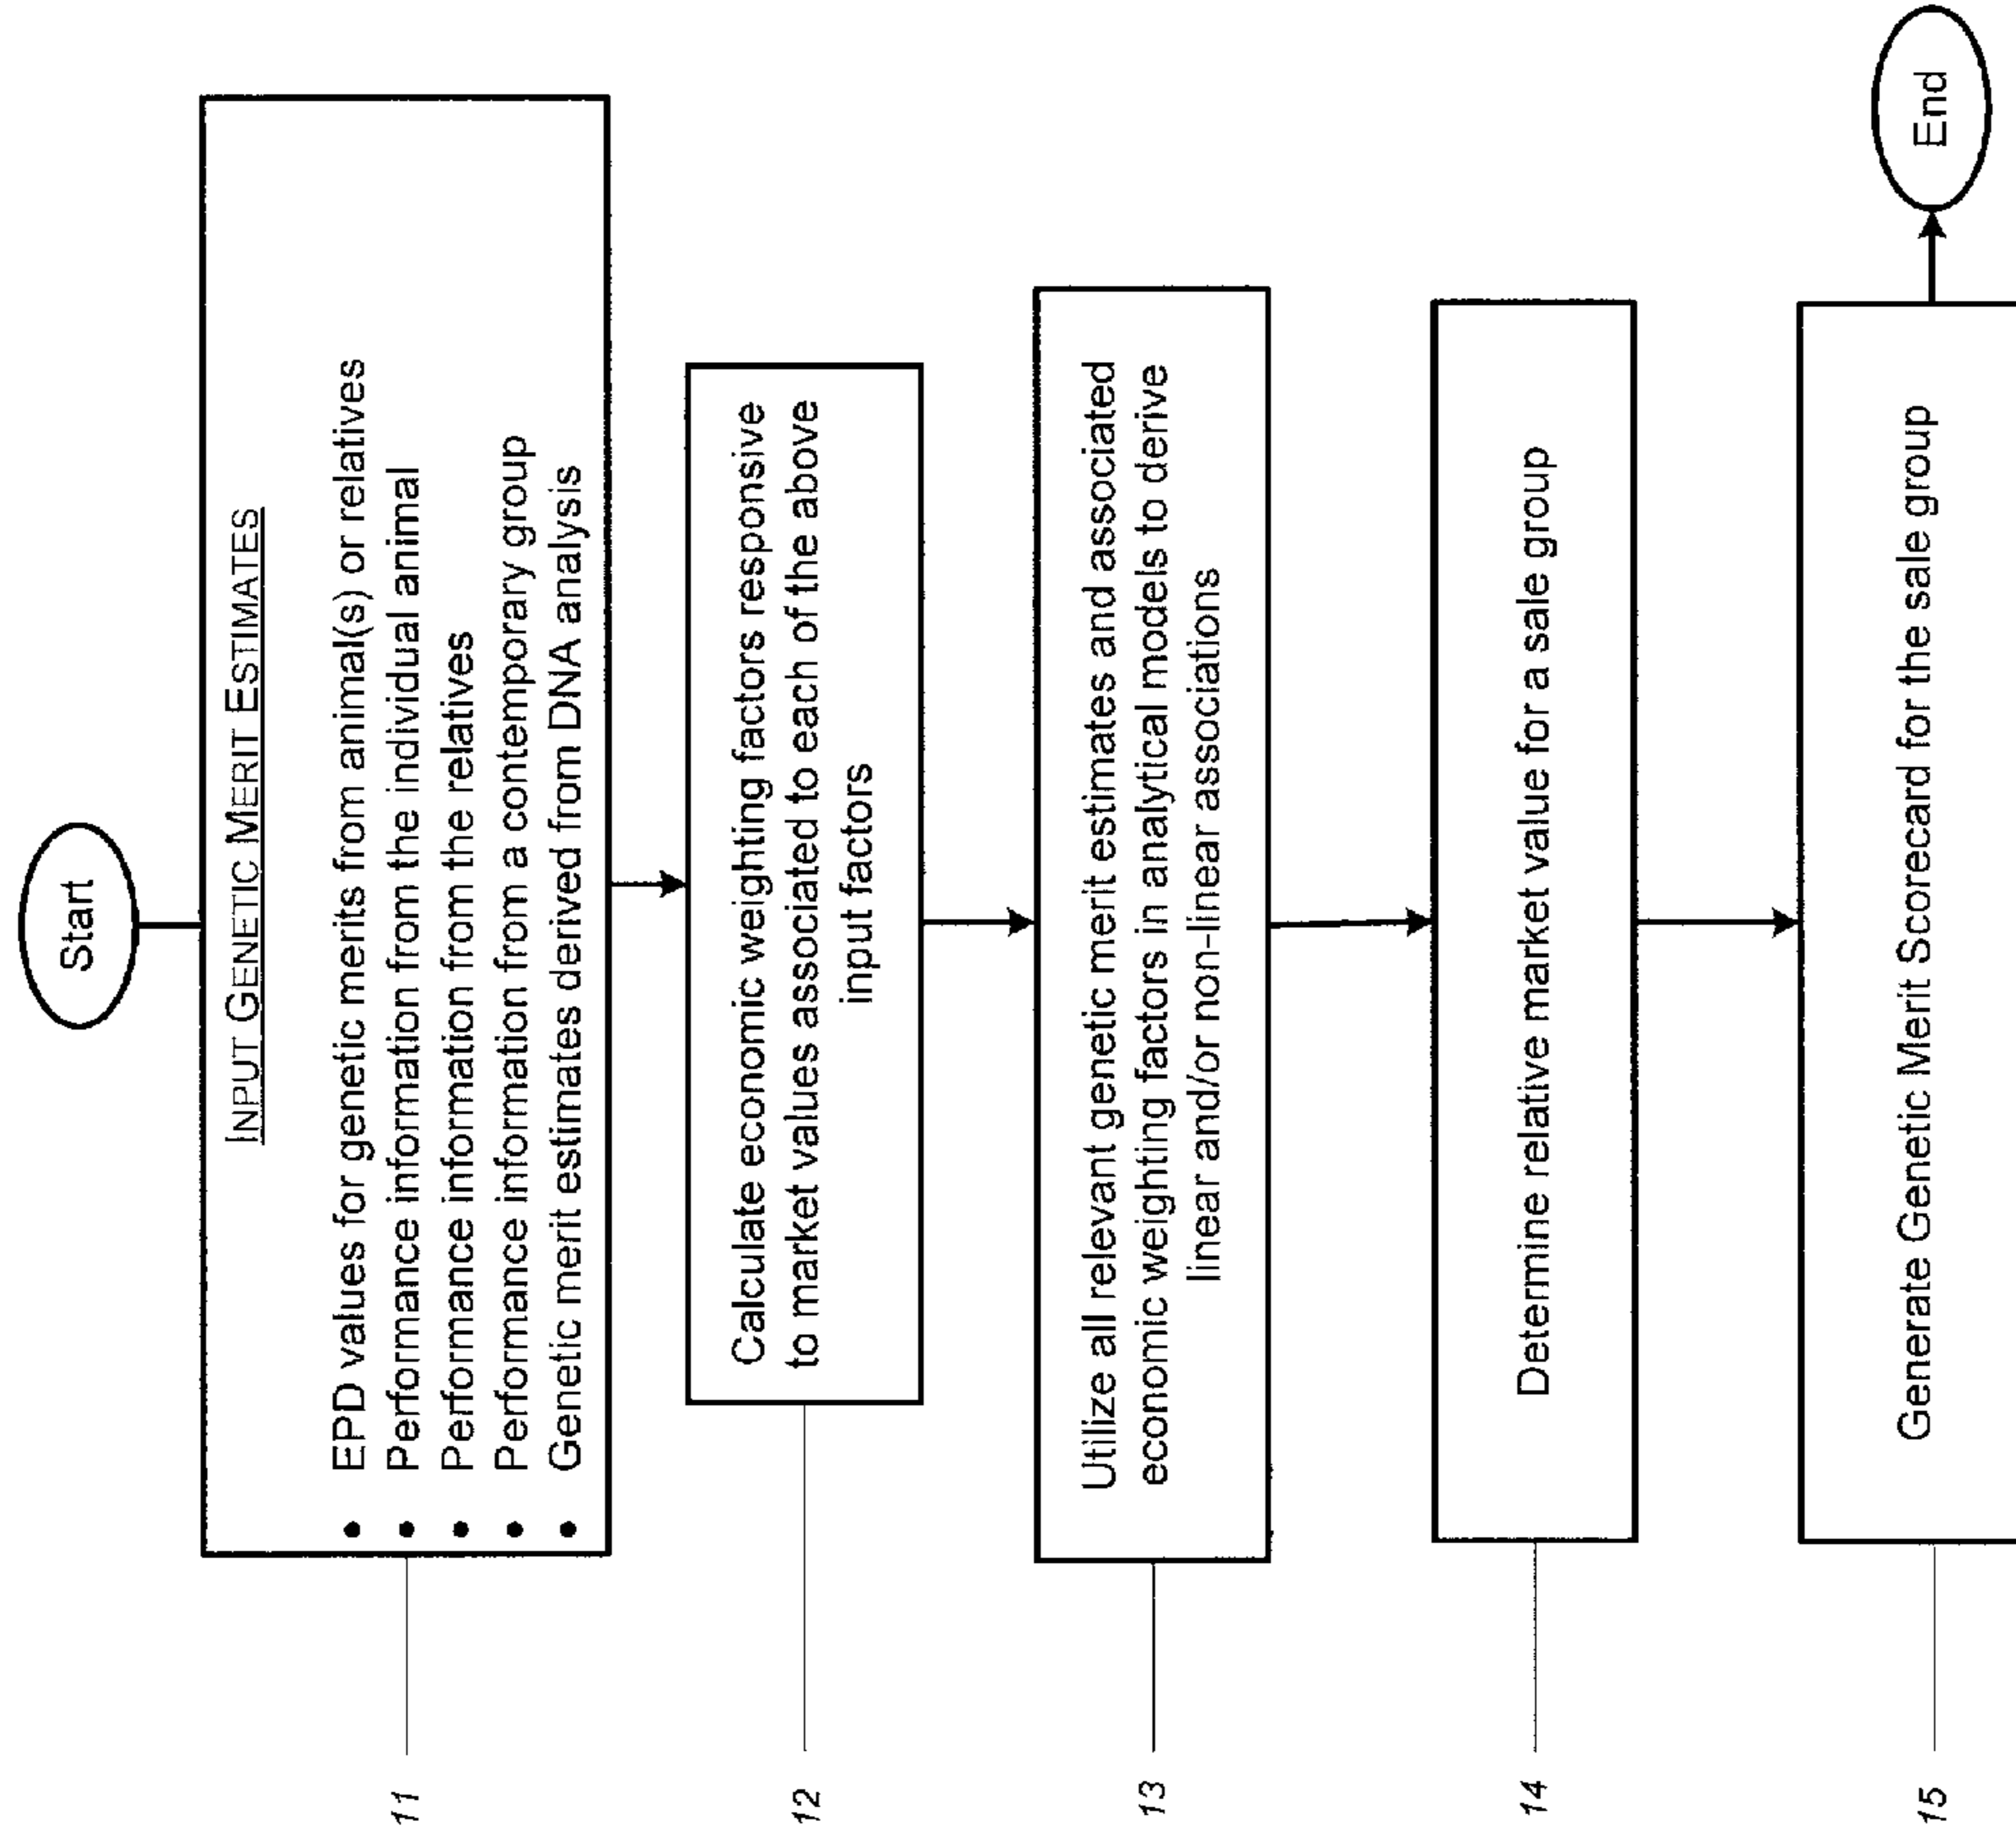 Start
INPUT GENETIC MERIT ESTIMATES
• EPD values for genetic merits from animal(s) or relatives
• Performance information from the individual animal
• Performance information from the relatives
• Performance information from a contemporary group
• Genetic merit estimates derived from DNA analysis
11
Calculate economic weighting factors responsive
to market values associated to each of the above
input factors
12
Utilize all relevant genetic merit estimates and associated
economic weighting factors in analytical models to derive
linear and/or non-linear associations
13
Determine relative market value for a sale group
14
Generate Genetic Merit Scorecard for the sale group
15
End